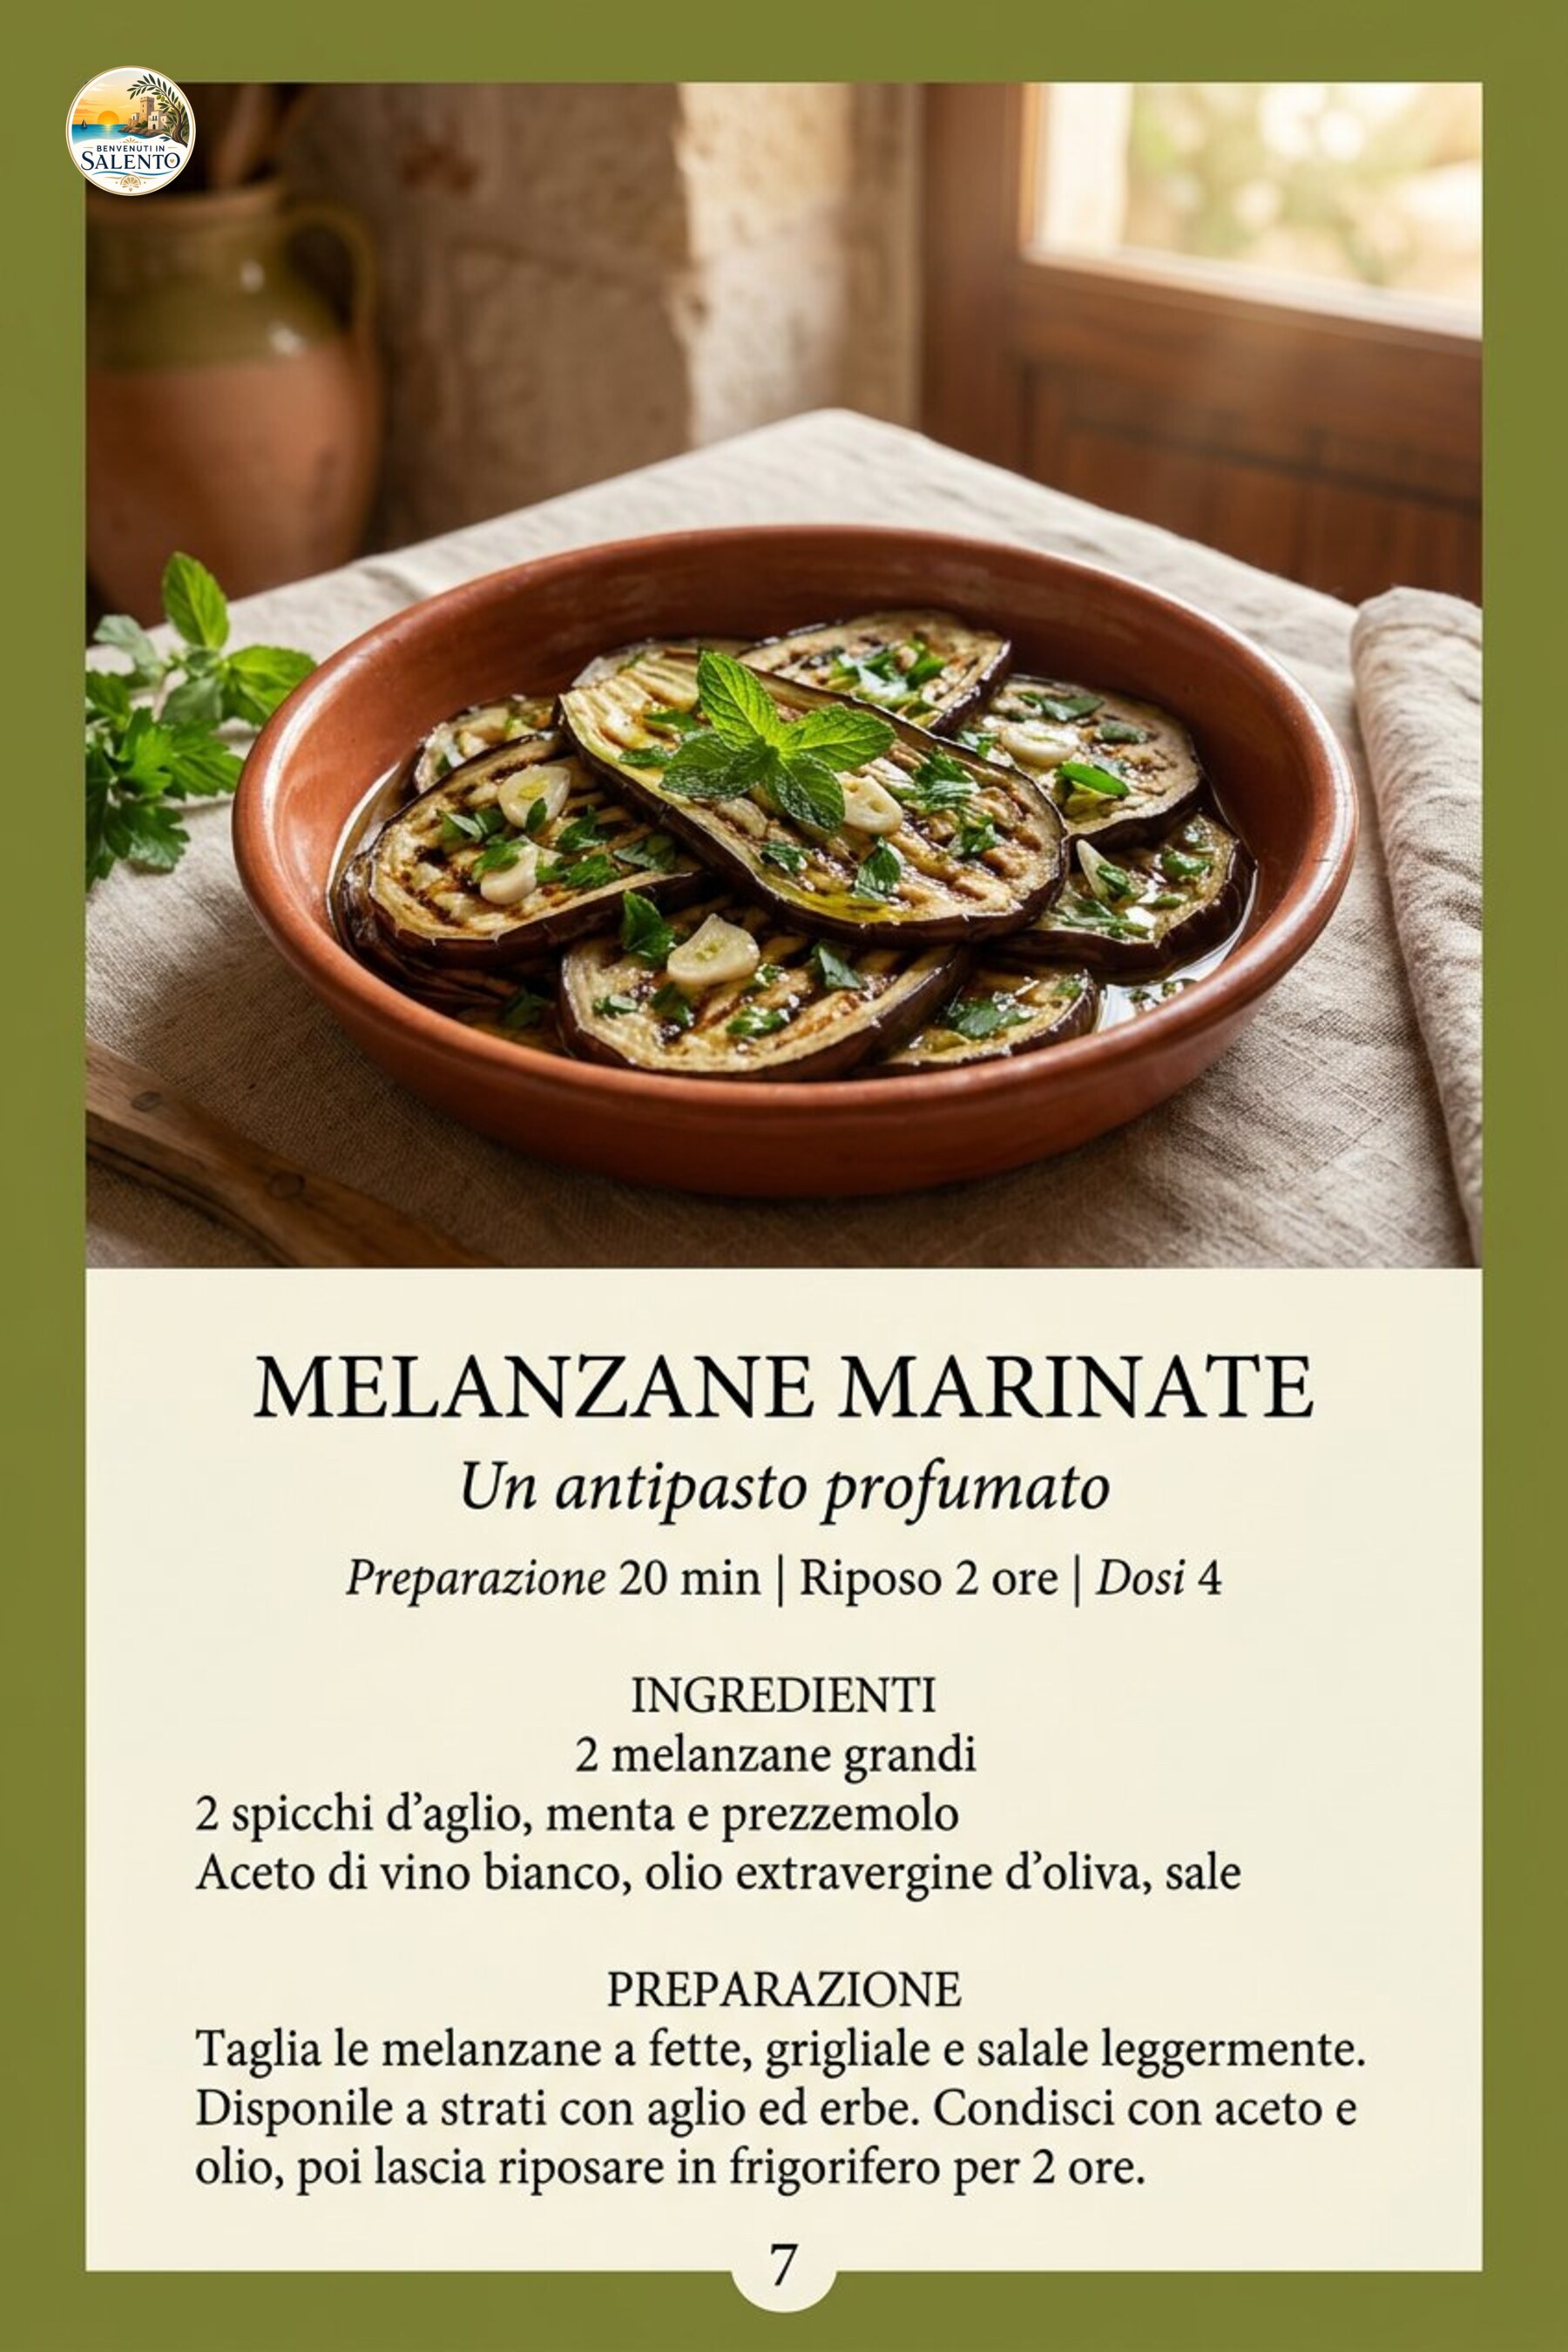 BENVENUTI IN
SALENTO
MELANZANE MARINATE
Un antipasto profumato
Preparazione 20 min | Riposo 2 ore | Dosi 4
INGREDIENTI
2 melanzane grandi
2 spicchi d’aglio, menta e prezzemolo
Aceto di vino bianco, olio extravergine d’oliva, sale
PREPARAZIONE
Taglia le melanzane a fette, grigliale e salale leggermente.
Disponile a strati con aglio ed erbe. Condisci con aceto e
olio, poi lascia riposare in frigorifero per 2 ore.
7